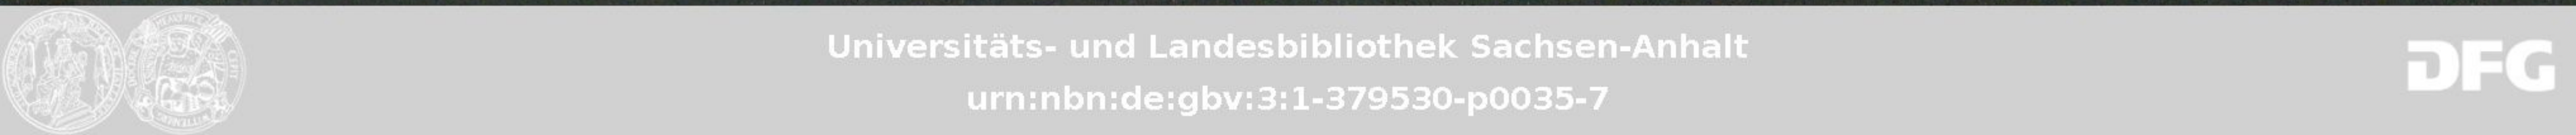 Universitäts- und Landesbibliothek Sachsen-Anhalt
urn:nbn:de:gbv:3:1-379530-p0035-7
DFG